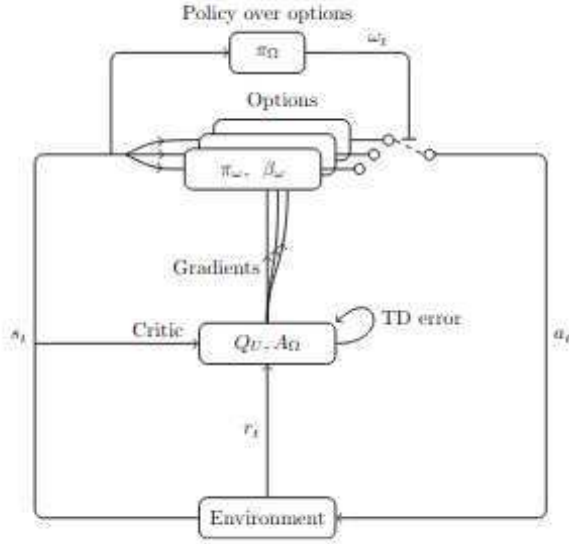 Policy over options
π_Ω
ω_t
Options
π_ω, β_ω
Gradients
TD error
Critic
s_t
Q_U, A_Ω
a_t
r_t
Environment